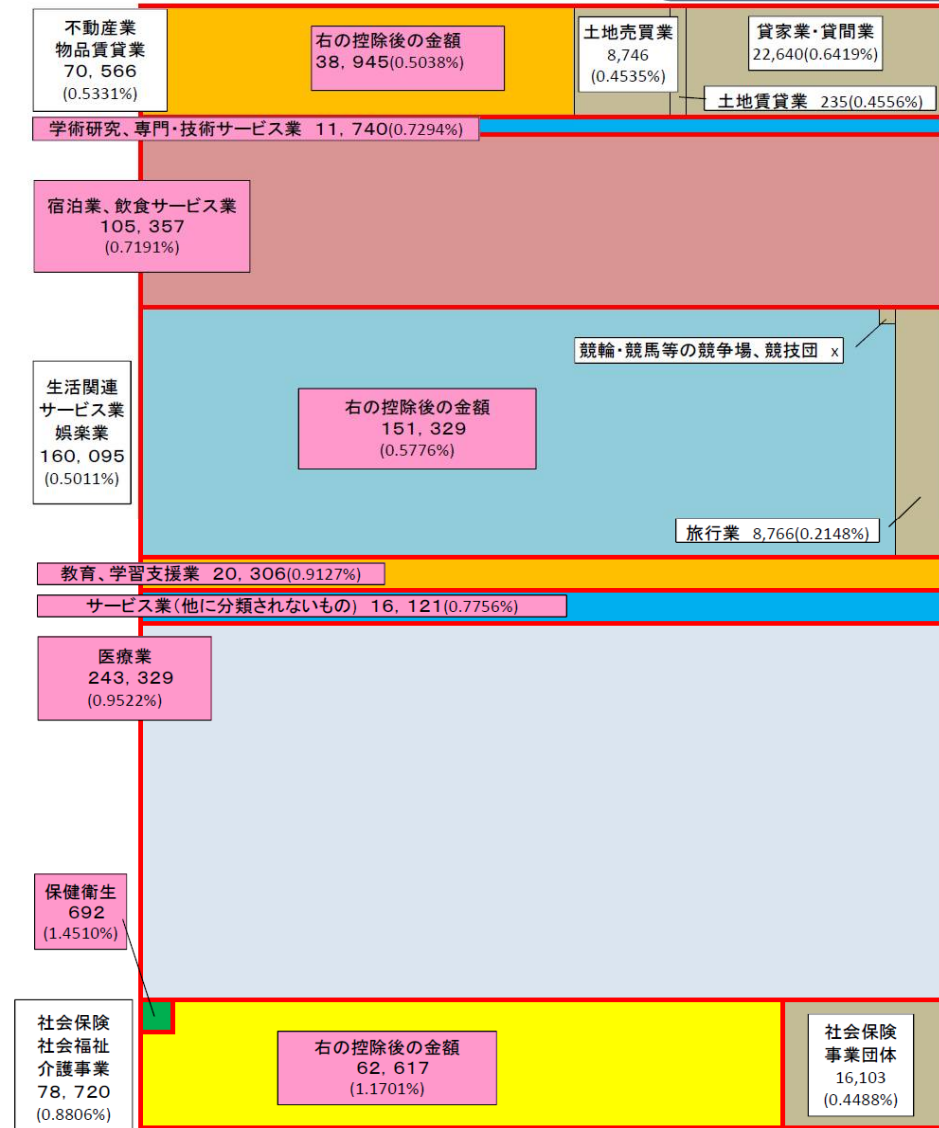 不動産業
物品賃貸業
70,566
(0.5331%)
右の控除後の金額
38,945(0.5038%)
土地売買業
8,746
(0.4535%)
貸家業・貸間業
22,640(0.6419%)
土地賃貸業 235(0.4556%)
学術研究、専門・技術サービス業 11,740(0.7294%)
宿泊業、飲食サービス業
105,357
(0.7191%)
競輪・競馬等の競争場、競技団 x
生活関連
サービス業
娯楽業
160,095
(0.5011%)
右の控除後の金額
151,329
(0.5776%)
旅行業 8,766(0.2148%)
教育、学習支援業 20,306(0.9127%)
サービス業(他に分類されないもの) 16,121(0.7756%)
医療業
243,329
(0.9522%)
保健衛生
692
(1.4510%)
社会保険
社会福祉
介護事業
78,720
(0.8806%)
右の控除後の金額
62,617
(1.1701%)
社会保険
事業団体
16,103
(0.4488%)